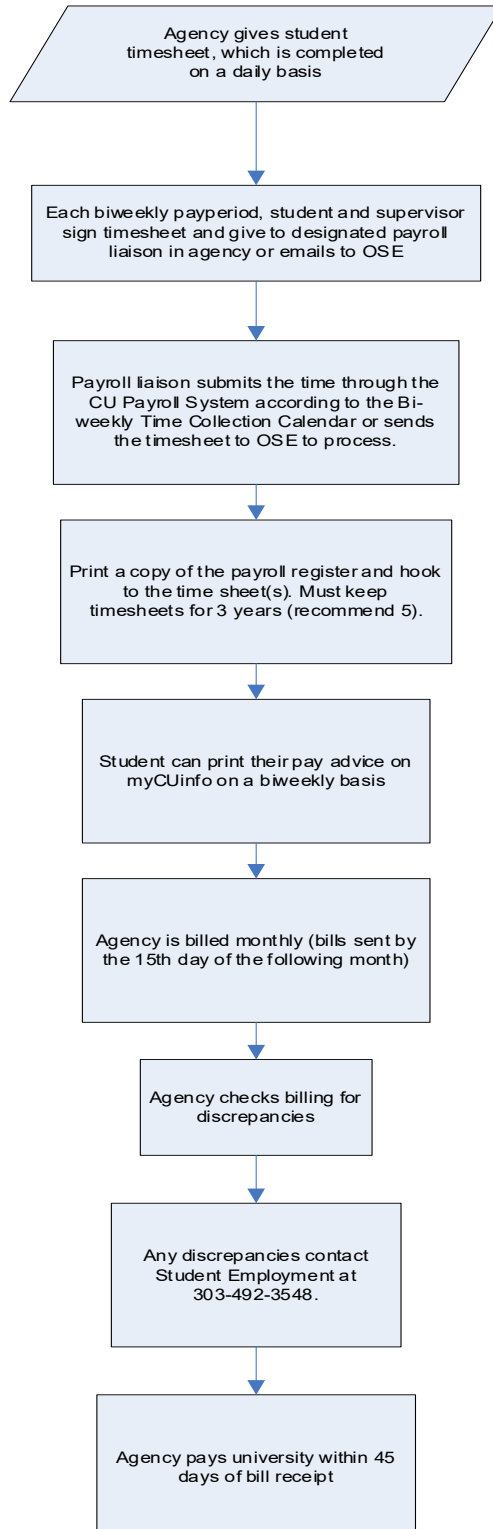 Agency gives student
timesheet, which is completed
on a daily basis
Each biweekly payperiod, student and supervisor
sign timesheet and give to designated payroll
liaison in agency or emails to OSE
Payroll liaison submits the time through the
CU Payroll System according to the Bi-
weekly Time Collection Calendar or sends
the timesheet to OSE to process.
Print a copy of the payroll register and hook
to the time sheet(s). Must keep
timesheets for 3 years (recommend 5).
Student can print their pay advice on
myCUinfo on a biweekly basis
Agency is billed monthly (bills sent by
the 15th day of the following month)
Agency checks billing for
discrepancies
Any discrepancies contact
Student Employment at
303-492-3548.
Agency pays university within 45
days of bill receipt